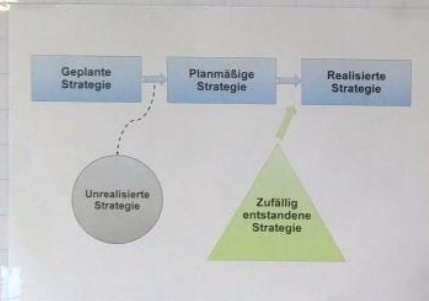 Geplante
Strategie
Planmäßige
Strategie
Realisierte
Strategie
Unrealisierte
Strategie
Zufällig
entstandene
Strategie